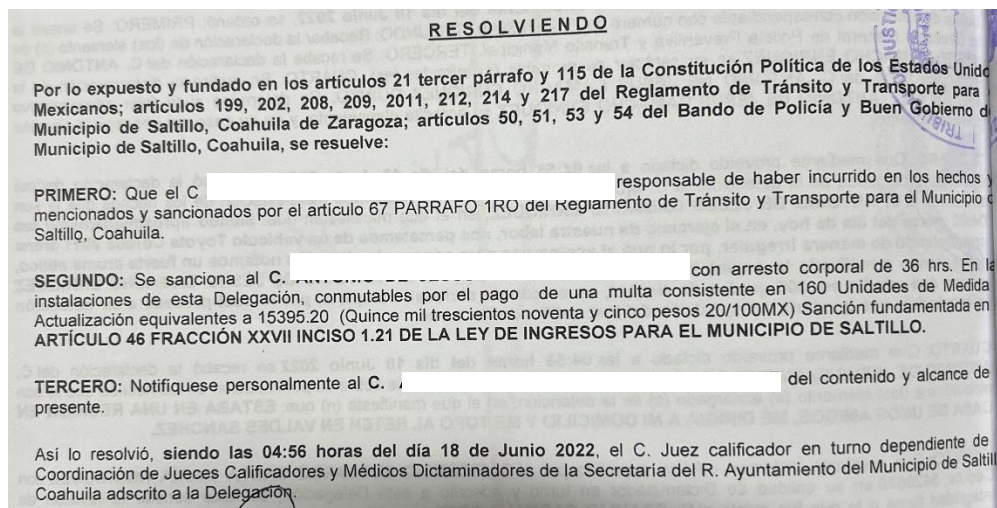 RESOLVIENDO
Por lo expuesto y fundado en los artículos 21 tercer párrafo y 115 de la Constitución Política de los Estados Unido
Mexicanos; artículos 199, 202, 208, 209, 2011, 212, 214 y 217 del Reglamento de Tránsito y Transporte para
Municipio de Saltillo, Coahuila de Zaragoza; artículos 50, 51, 53 y 54 del Bando de Policía y Buen Gobierno d
Municipio de Saltillo, Coahuila, se resuelve:
PRIMERO: Que el C responsable de haber incurrido en los hechos y
mencionados y sancionados por el artículo 67 PARRAFO 1RO del Reglamento de Tránsito y Transporte para el Municipio d
Saltillo, Coahuila.
SEGUNDO: Se sanciona al C. con arresto corporal de 36 hrs. En la
instalaciones de esta Delegación, conmutables por el pago de una multa consistente en 160 Unidades de Medida
Actualización equivalentes a 15395.20 (Quince mil trescientos noventa y cinco pesos 20/100MX) Sanción fundamentada en
ARTÍCULO 46 FRACCIÓN XXVII INCISO 1.21 DE LA LEY DE INGRESOS PARA EL MUNICIPIO DE SALTILLO.
TERCERO: Notifíquese personalmente al C. del contenido y alcance de
presente.
Así lo resolvió, siendo las 04:56 horas del día 18 de Junio 2022, el C. Juez calificador en turno dependiente de
Coordinación de Jueces Calificadores y Médicos Dictaminadores de la Secretaría del R. Ayuntamiento del Municipio de Saltill
Coahuila adscrito a la Delegación.